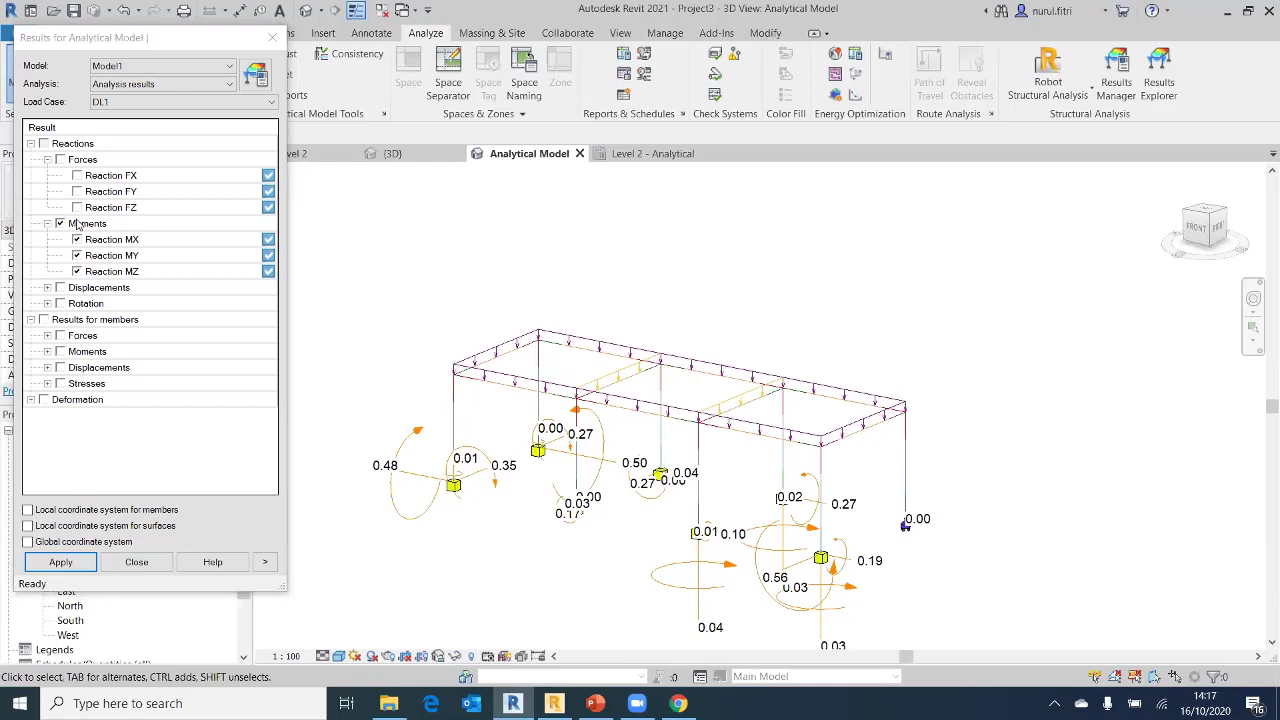 Autodesk Revit 2021 - Project3 - 3D View: Analytical Model
nurul.fitri
Insert Annotate Analyze Massing & Site Collaborate View Manage Add-Ins Modify
Results for Analytical Model |
Model: Model1
Analysis: Analysis results
Load Case: DL1
Consistency
Space
Space Separator
Space Tag
Space Naming
Zone
Path of Travel
Reveal Obstacles
Robot Structural Analysis
Results Manager
Results Explorer
Model Tools
Spaces & Zones
Reports & Schedules
Check Systems
Color Fill
Energy Optimization
Route Analysis
Structural Analysis
{3D}
Analytical Model
Level 2 - Analytical
Result
Reactions
Forces
Reaction FX
Reaction FY
Reaction FZ
Moments
Reaction MX
Reaction MY
Reaction MZ
Displacements
Rotation
Results for members
Forces
Moments
Displacements
Stresses
Deformation
Local coordinate system for members
Local coordinate system for surfaces
Global coordinate system
Apply Close Help >
Ready
FRONT
0.00
0.27
0.48
0.01
0.35
0.50
0.04
0.27
0.03
0.02
0.27
0.00
0.01
0.10
0.19
0.56
0.03
0.04
0.03
East
North
South
West
Legends
1 : 100
Click to select, TAB for alternates, CTRL adds, SHIFT unselects.
:0
Main Model
:0
Type here to search
14:17
16/10/2020